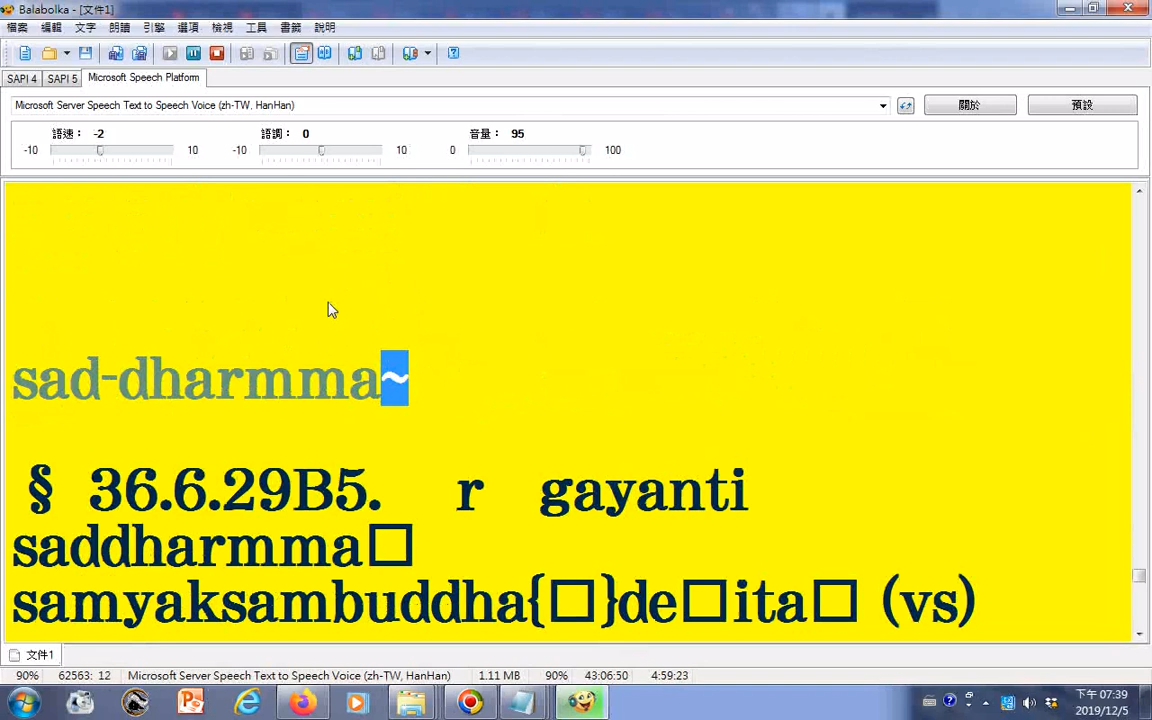 Balabolka - [文件1]
檔案 編輯 文字 朗讀 引擎 選項 檢視 工具 書籤 說明
SAPI 4 SAPI 5 Microsoft Speech Platform
Microsoft Server Speech Text to Speech Voice (zh-TW, HanHan) 關於 預設
語速： -2 語調： 0 音量： 95
-10 10 -10 10 0 100
sad-dharmma~
§ 36.6.29B5. r gayanti
saddharmma□
samyaksambuddha{□}de□ita□ (vs)
文件1
90% 62563: 12 Microsoft Server Speech Text to Speech Voice (zh-TW, HanHan) 1.11 MB 90% 43:06:50 4:59:23
下午 07:39
2019/12/5